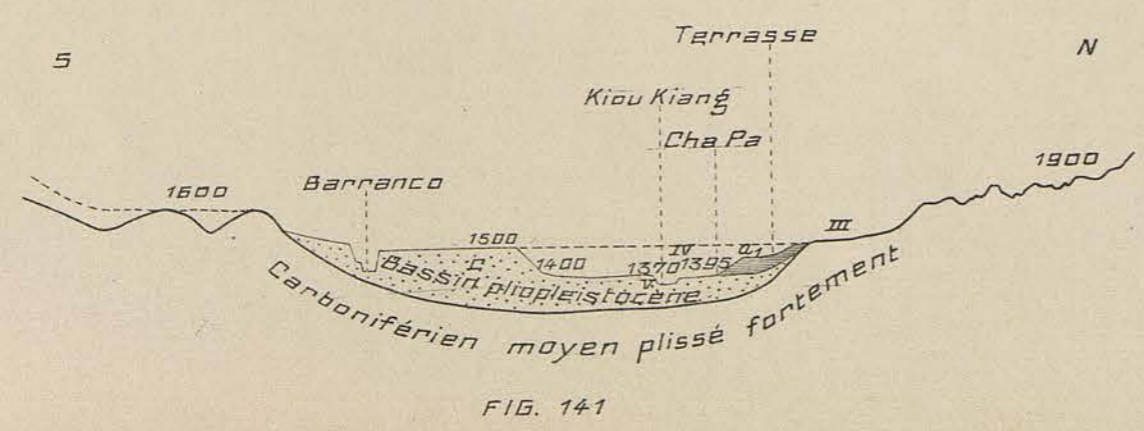 Terrasse
S
N
Kiou Kiang
Cha Pa
1900
1600
Barranco
III
1500
IV
a1
C
1400
1370
1395
V
Bassin pliopleistocène
Carboniférien moyen plissé fortement
FIG. 141